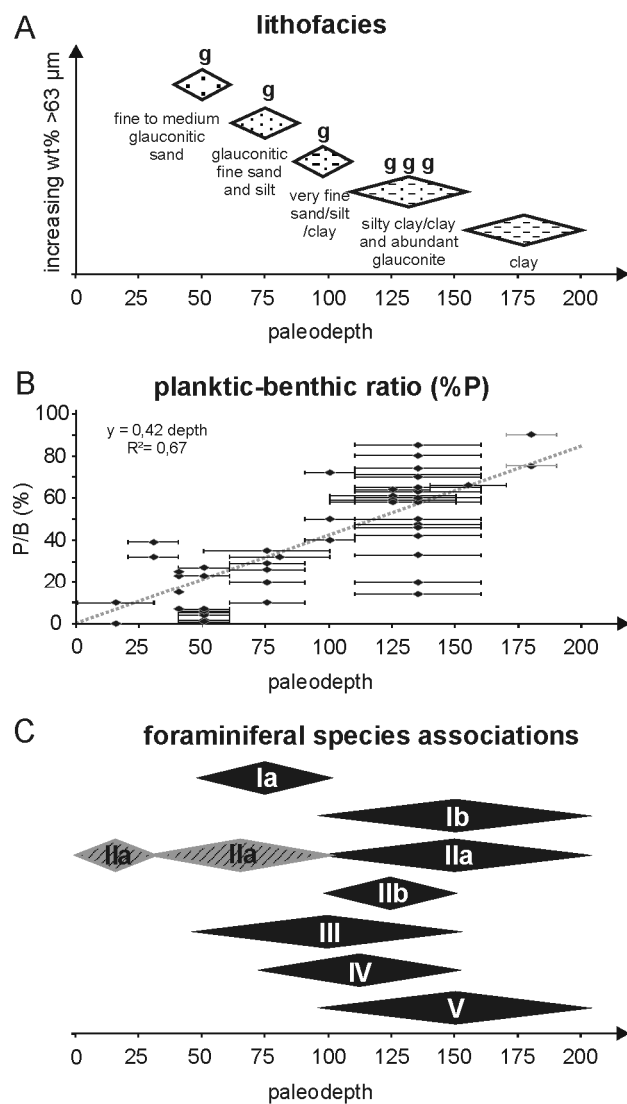 A
lithofacies
increasing wt% >63 µm
g
fine to medium
glauconitic
sand
g
glauconitic
fine sand
and silt
g
very fine
sand/silt
/clay
g g g
silty clay/clay
and abundant
glauconite
clay
0 25 50 75 100 125 150 175 200
paleodepth
B
planktic-benthic ratio (%P)
y = 0,42 depth
R²= 0,67
P/B (%)
100
80
60
40
20
0
0 25 50 75 100 125 150 175 200
paleodepth
C
foraminiferal species associations
Ia
Ib
IIa IIa IIa
IIb
III
IV
V
0 25 50 75 100 125 150 175 200
paleodepth